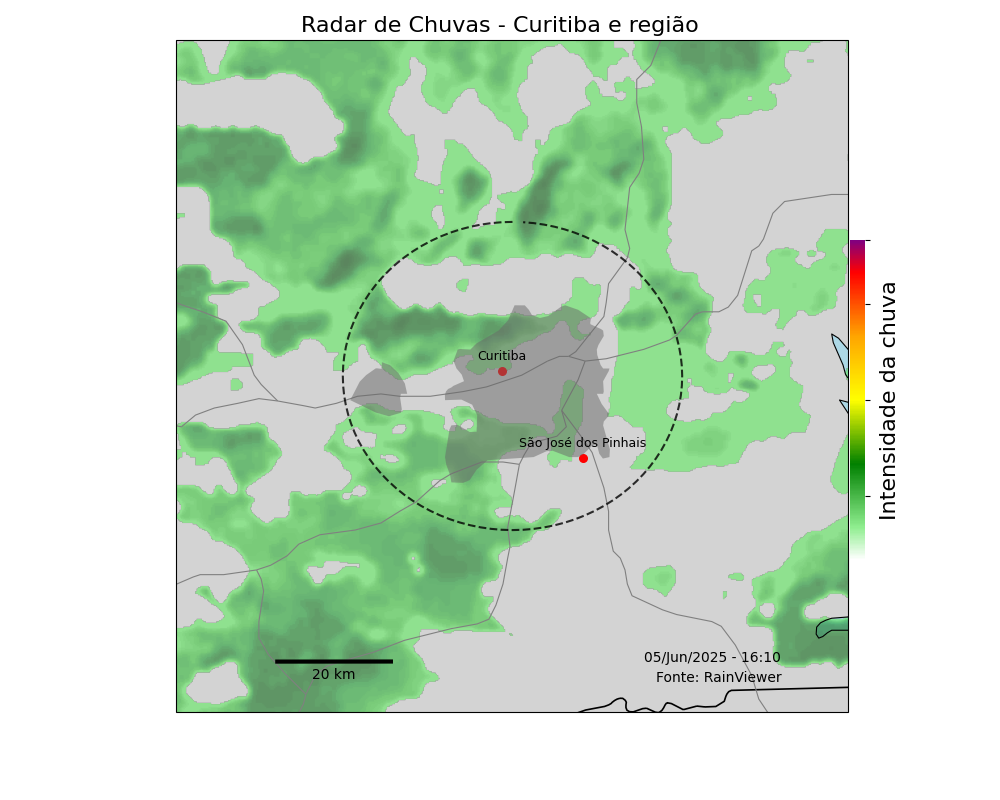 Radar de Chuvas - Curitiba e região
Curitiba
São José dos Pinhais
Intensidade da chuva
20 km
05/Jun/2025 - 16:10
Fonte: RainViewer